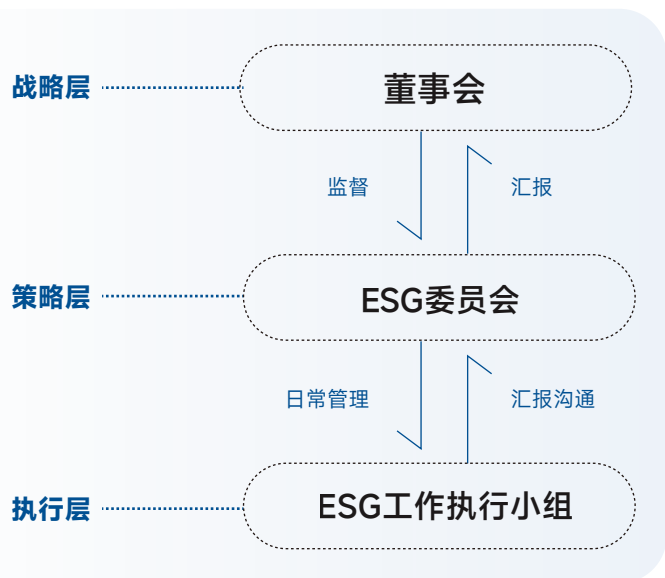 战略层
董事会
监督
汇报
策略层
ESG委员会
日常管理
汇报沟通
执行层
ESG工作执行小组